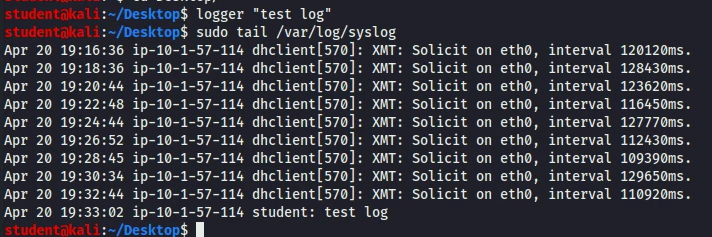 student@kali:~/Desktop$ logger "test log"
student@kali:~/Desktop$ sudo tail /var/log/syslog
Apr 20 19:16:36 ip-10-1-57-114 dhclient[570]: XMT: Solicit on eth0, interval 120120ms.
Apr 20 19:18:36 ip-10-1-57-114 dhclient[570]: XMT: Solicit on eth0, interval 128430ms.
Apr 20 19:20:44 ip-10-1-57-114 dhclient[570]: XMT: Solicit on eth0, interval 123620ms.
Apr 20 19:22:48 ip-10-1-57-114 dhclient[570]: XMT: Solicit on eth0, interval 116450ms.
Apr 20 19:24:44 ip-10-1-57-114 dhclient[570]: XMT: Solicit on eth0, interval 127770ms.
Apr 20 19:26:52 ip-10-1-57-114 dhclient[570]: XMT: Solicit on eth0, interval 112430ms.
Apr 20 19:28:45 ip-10-1-57-114 dhclient[570]: XMT: Solicit on eth0, interval 109390ms.
Apr 20 19:30:34 ip-10-1-57-114 dhclient[570]: XMT: Solicit on eth0, interval 129650ms.
Apr 20 19:32:44 ip-10-1-57-114 dhclient[570]: XMT: Solicit on eth0, interval 110920ms.
Apr 20 19:33:02 ip-10-1-57-114 student: test log
student@kali:~/Desktop$